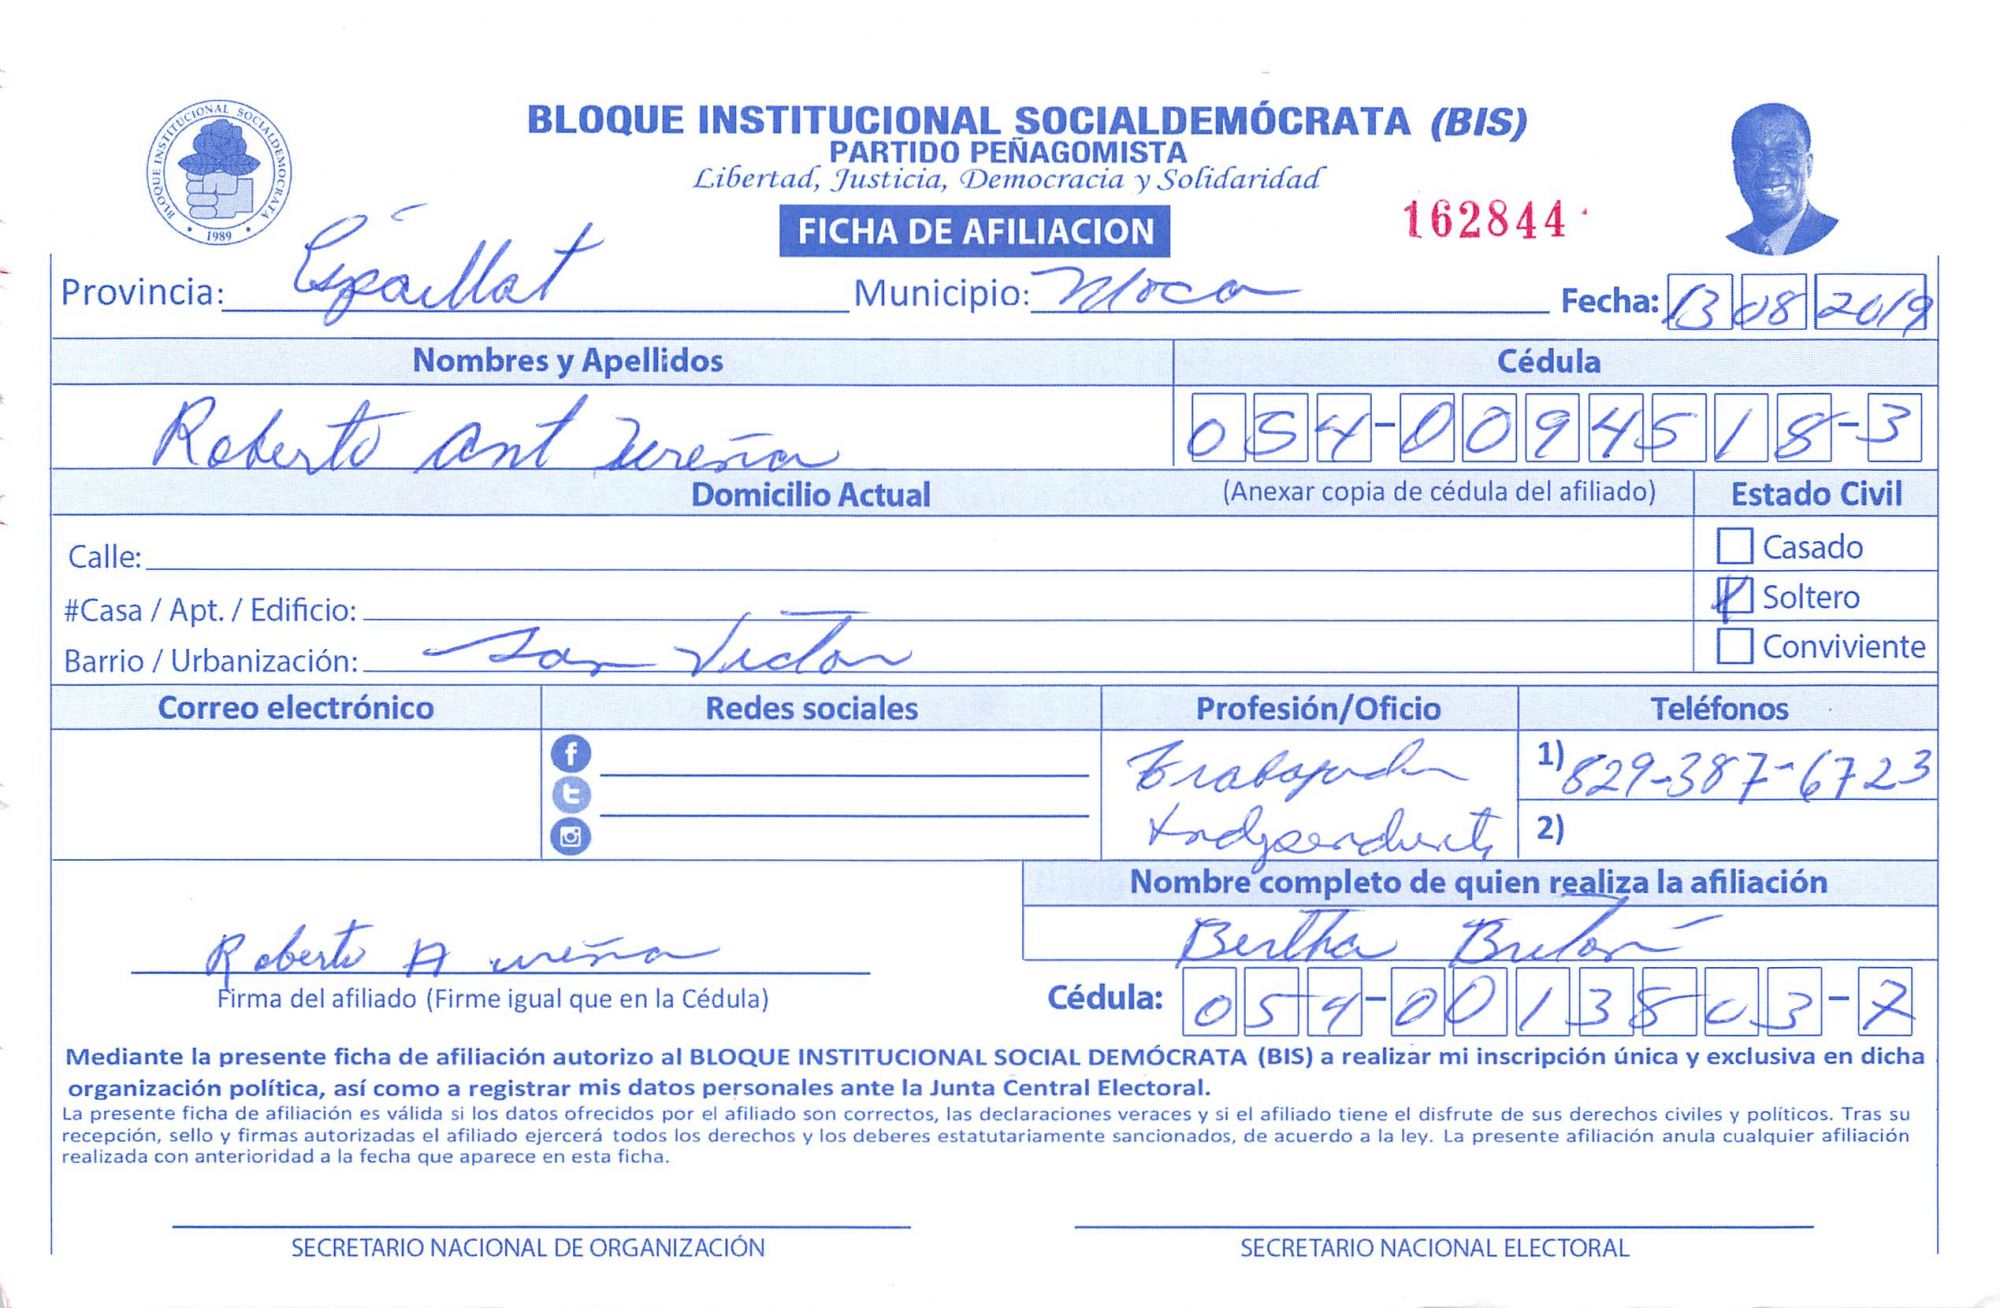 BLOQUE INSTITUCIONAL SOCIALDEMÓCRATA (BIS)
PARTIDO PEÑAGOMISTA
Libertad, Justicia, Democracia y Solidaridad
BLOQUE INSTITUCIONAL SOCIALDEMOCRATA
• 1989 •
FICHA DE AFILIACION
162844
Provincia: Espaillat Municipio: Moca Fecha: 13 08 2019
Nombres y Apellidos Cédula
Roberto Ant Ureña 054-0094518-3
Domicilio Actual (Anexar copia de cédula del afiliado) Estado Civil
Calle: Casado
#Casa / Apt. / Edificio: Soltero
Barrio / Urbanización: San Victor Conviviente
Correo electrónico Redes sociales Profesión/Oficio Teléfonos
Trabajador 1) 829-387-6723
Independiente 2)
Nombre completo de quien realiza la afiliación
Roberto A ureña Bertha Breton
Firma del afiliado (Firme igual que en la Cédula) Cédula: 054-0013803-7
Mediante la presente ficha de afiliación autorizo al BLOQUE INSTITUCIONAL SOCIAL DEMÓCRATA (BIS) a realizar mi inscripción única y exclusiva en dicha
organización política, así como a registrar mis datos personales ante la Junta Central Electoral.
La presente ficha de afiliación es válida si los datos ofrecidos por el afiliado son correctos, las declaraciones veraces y si el afiliado tiene el disfrute de sus derechos civiles y políticos. Tras su
recepción, sello y firmas autorizadas el afiliado ejercerá todos los derechos y los deberes estatutariamente sancionados, de acuerdo a la ley. La presente afiliación anula cualquier afiliación
realizada con anterioridad a la fecha que aparece en esta ficha.
SECRETARIO NACIONAL DE ORGANIZACIÓN SECRETARIO NACIONAL ELECTORAL